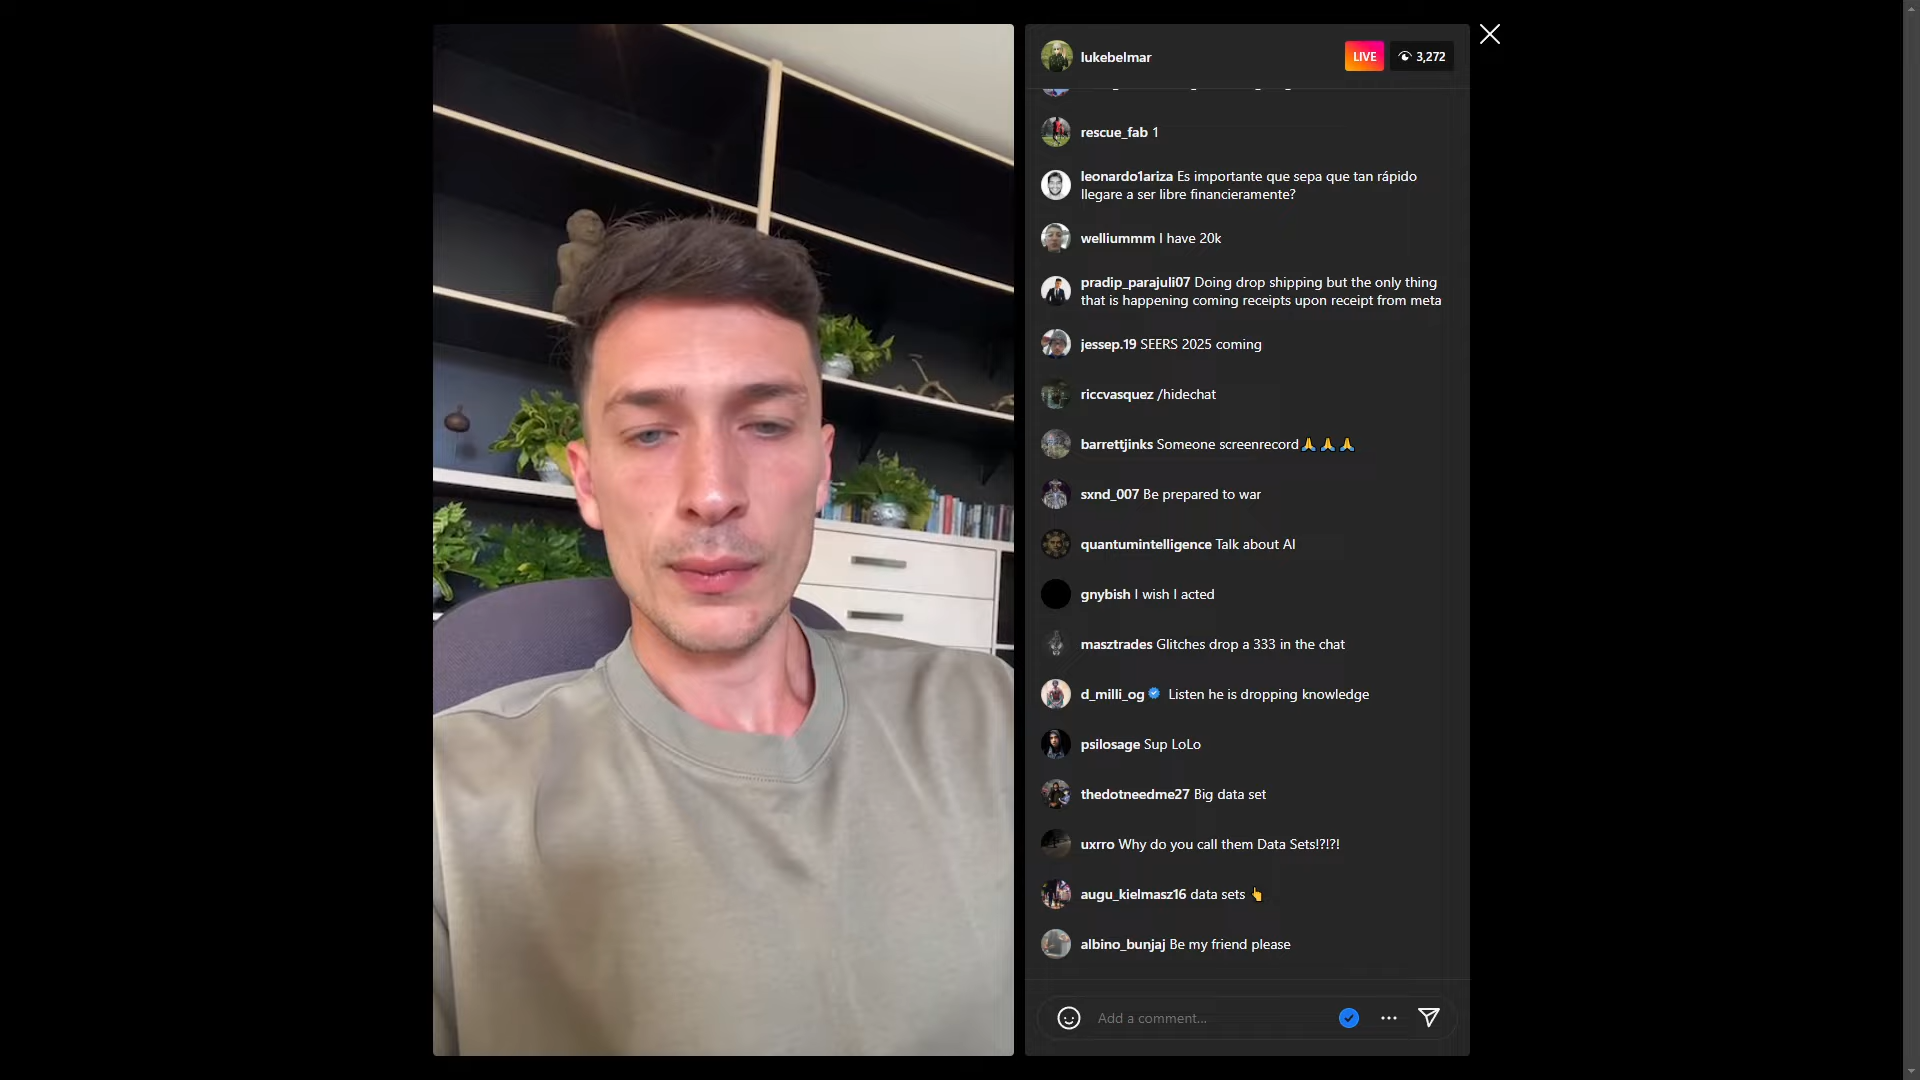 lukebelmar
LIVE
3,272
rescue_fab 1
leonardo1ariza Es importante que sepa que tan rápido
llegare a ser libre financieramente?
welliummm I have 20k
pradip_parajuli07 Doing drop shipping but the only thing
that is happening coming receipts upon receipt from meta
jessep.19 SEERS 2025 coming
riccvasquez /hidechat
barrettjinks Someone screenrecord🙏🙏🙏
sxnd_007 Be prepared to war
quantumintelligence Talk about AI
gnybish I wish I acted
masztrades Glitches drop a 333 in the chat
d_milli_og Listen he is dropping knowledge
psilosage Sup LoLo
thedotneedme27 Big data set
uxrro Why do you call them Data Sets!?!?!
augu_kielmasz16 data sets 👆
albino_bunjaj Be my friend please
Add a comment...